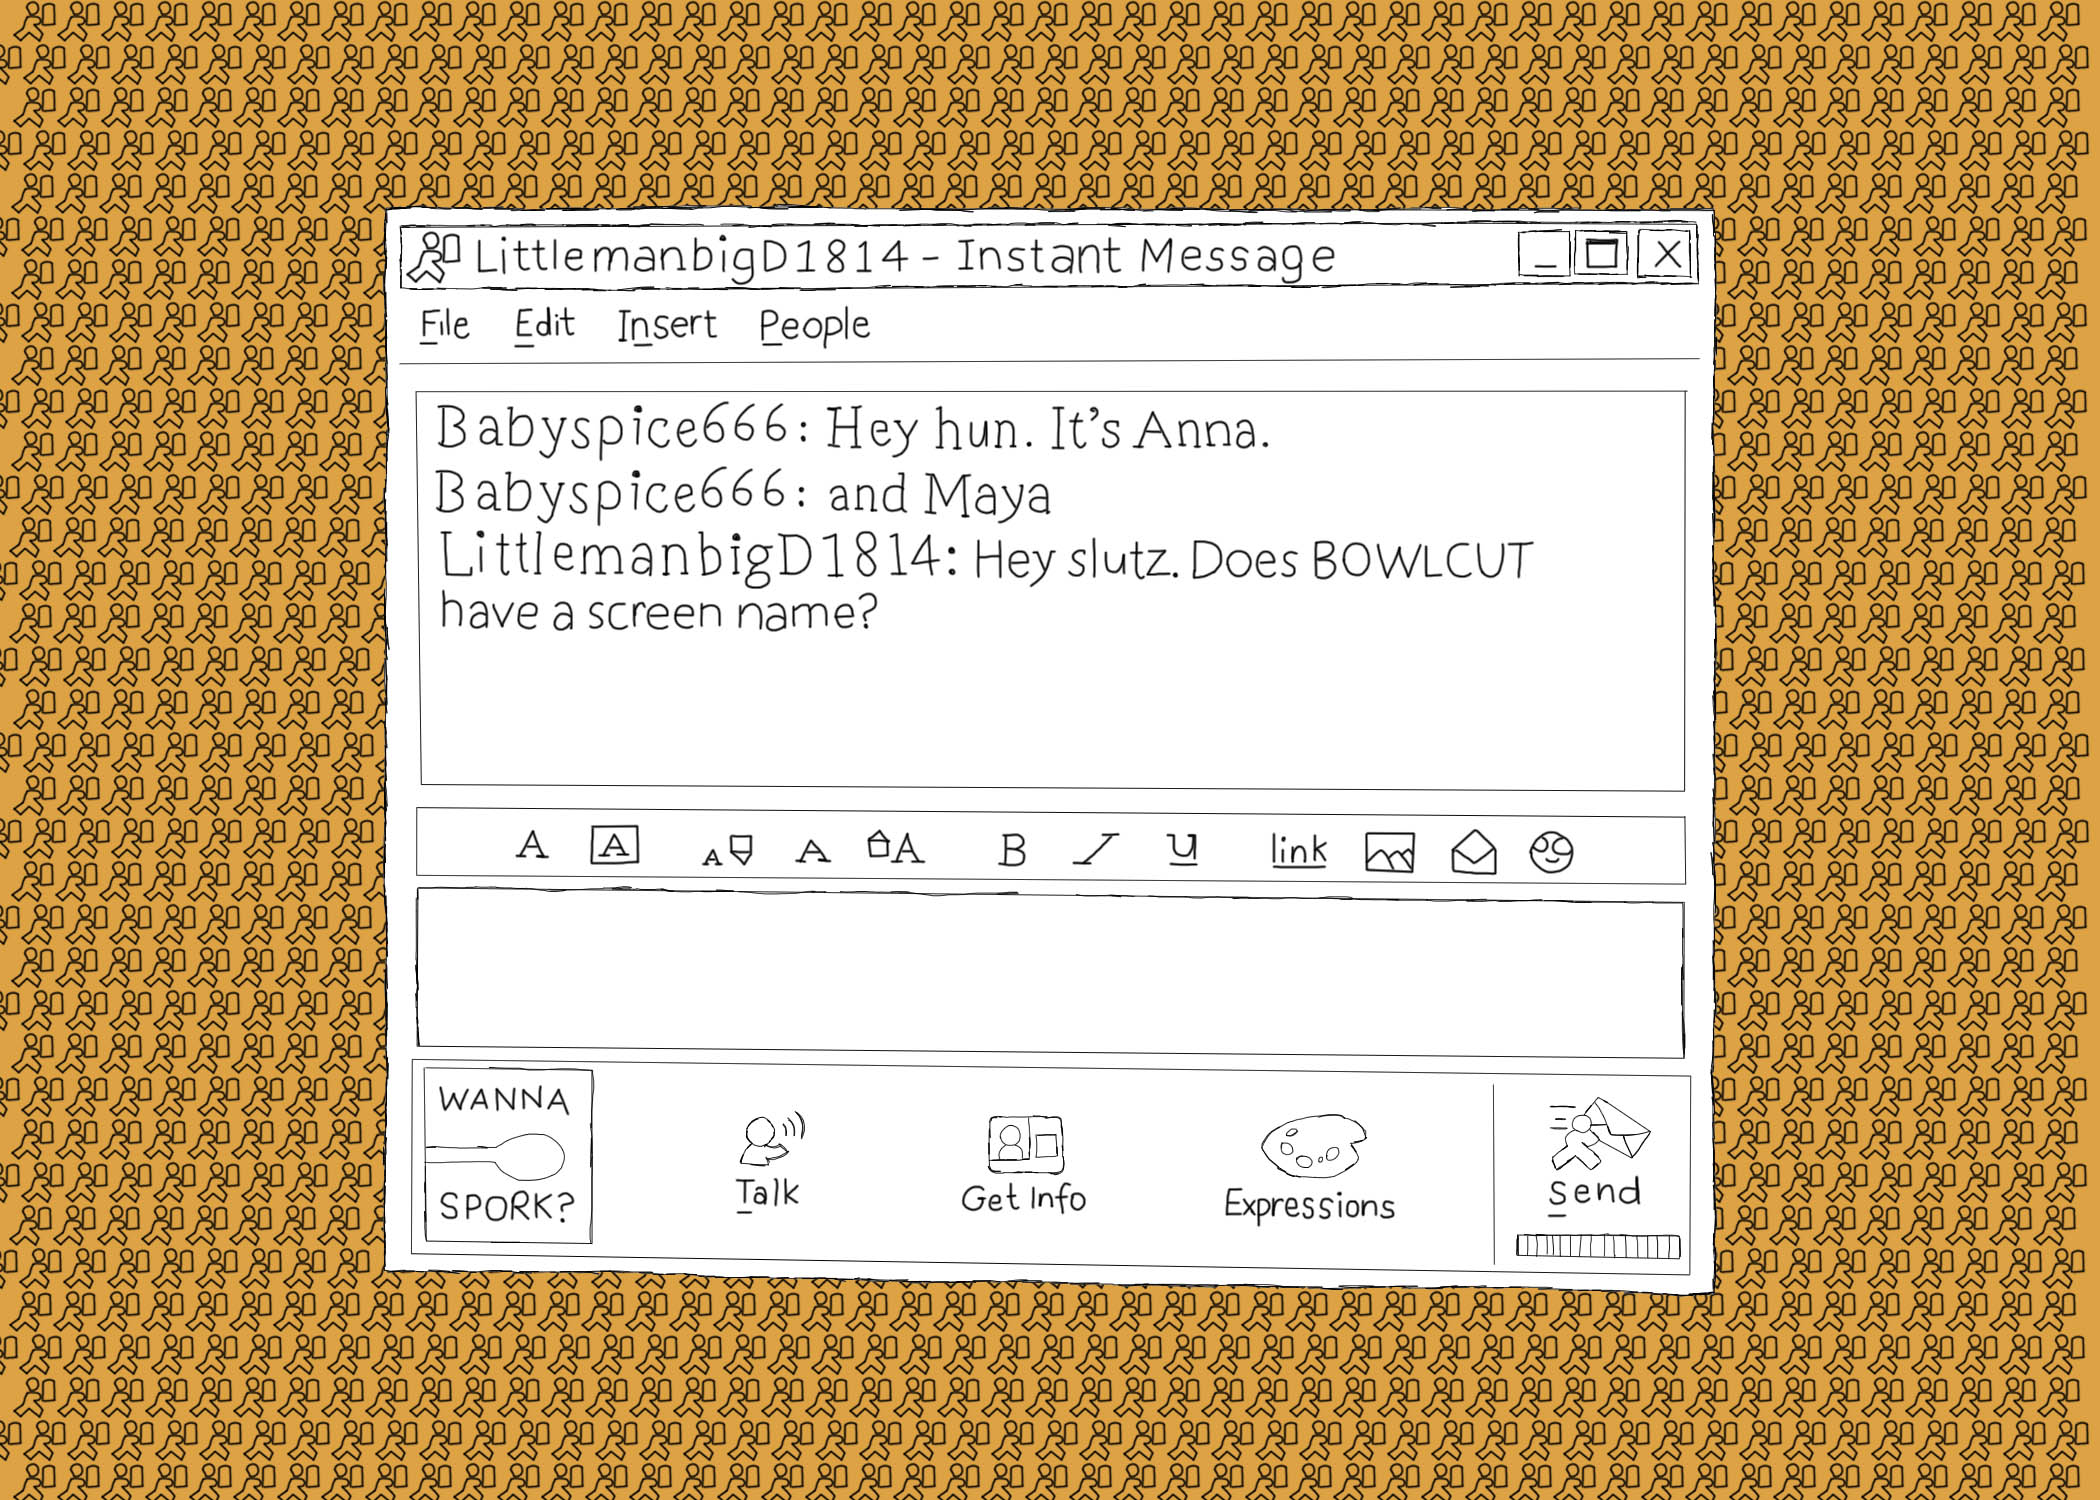 LittlemanbigD1814 - Instant Message
File Edit Insert People
Babyspice666: Hey hun. It's Anna.
Babyspice666: and Maya
LittlemanbigD1814: Hey slutz. Does BOWLCUT
have a screen name?
A A A A A B I U link
WANNA
SPORK?
Talk
Get Info
Expressions
Send